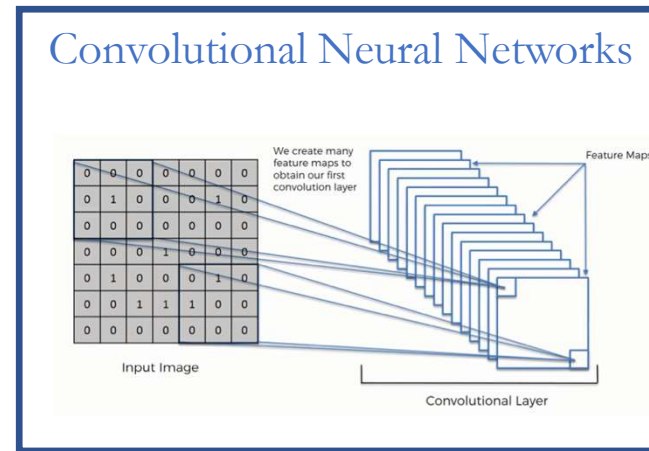 Convolutional Neural Networks
We create many
feature maps to
obtain our first
convolution layer
Feature Maps
0 0 0 0 0 0 0
0 1 0 0 0 1 0
0 0 0 0 0 0 0
0 0 0 1 0 0 0
0 1 0 0 0 1 0
0 0 1 1 1 0 0
0 0 0 0 0 0 0
Input Image
Convolutional Layer